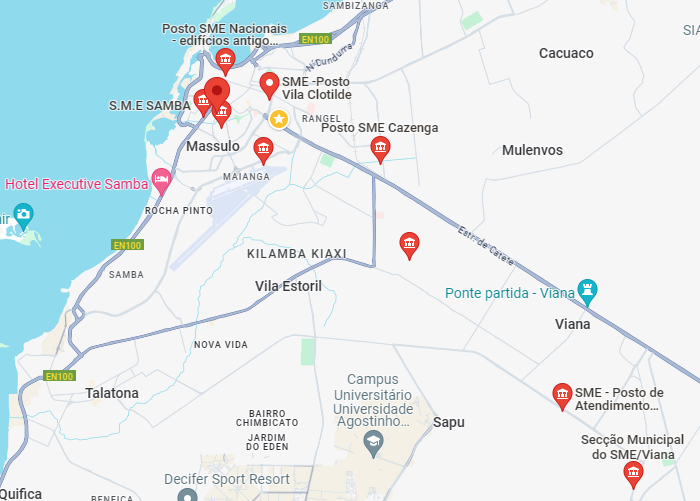 SAMBIZANGA
Posto SME Nacionais
- edifícios antigo...
EN100
N'Cundurru
Cacuaco
SME -Posto
Vila Clotilde
S.M.E SAMBA
RANGEL
Posto SME Cazenga
Massulo
Mulenvos
MAIANGA
Hotel Executive Samba
ROCHA PINTO
EN100
Estr. de Catete
KILAMBA KIAXI
SAMBA
Vila Estoril
Ponte partida - Viana
Viana
NOVA VIDA
EN100
Talatona
Campus
Universitário
Universidade
Agostinho...
SME - Posto de
Atendimento...
BAIRRO
CHIMBICATO
Sapu
JARDIM
DO EDEN
Secção Municipal
do SME/Viana
Decifer Sport Resort
Quifica
BENFICA